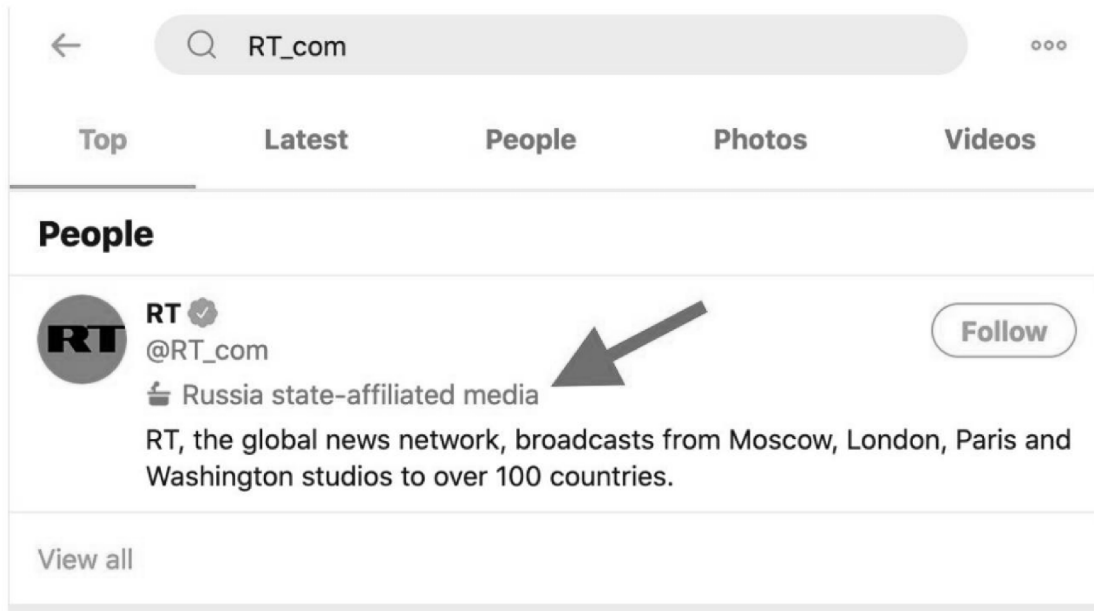 RT_com
Top Latest People Photos Videos
People
RT
RT
@RT_com
Russia state-affiliated media
Follow
RT, the global news network, broadcasts from Moscow, London, Paris and
Washington studios to over 100 countries.
View all